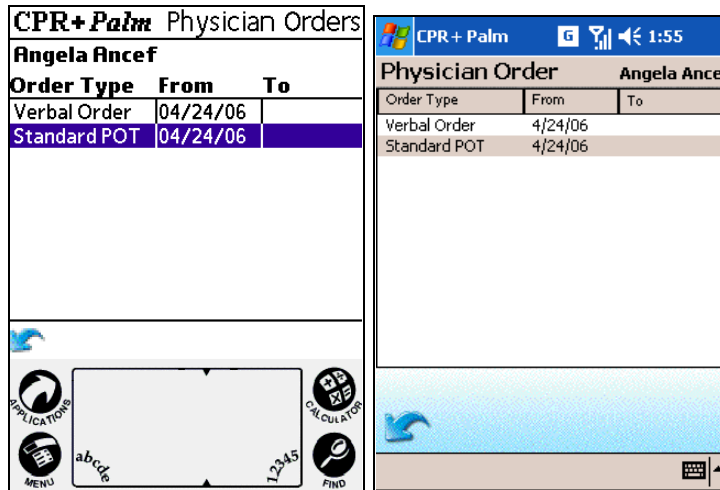 CPR+Palm Physician Orders
Angela Ancef
Order Type From To
Verbal Order 04/24/06
Standard POT 04/24/06
APPLICATIONS
CALCULATOR
MENU
abcde
12345
FIND
CPR+ Palm G 1:55
Physician Order Angela Ance
Order Type From To
Verbal Order 4/24/06
Standard POT 4/24/06